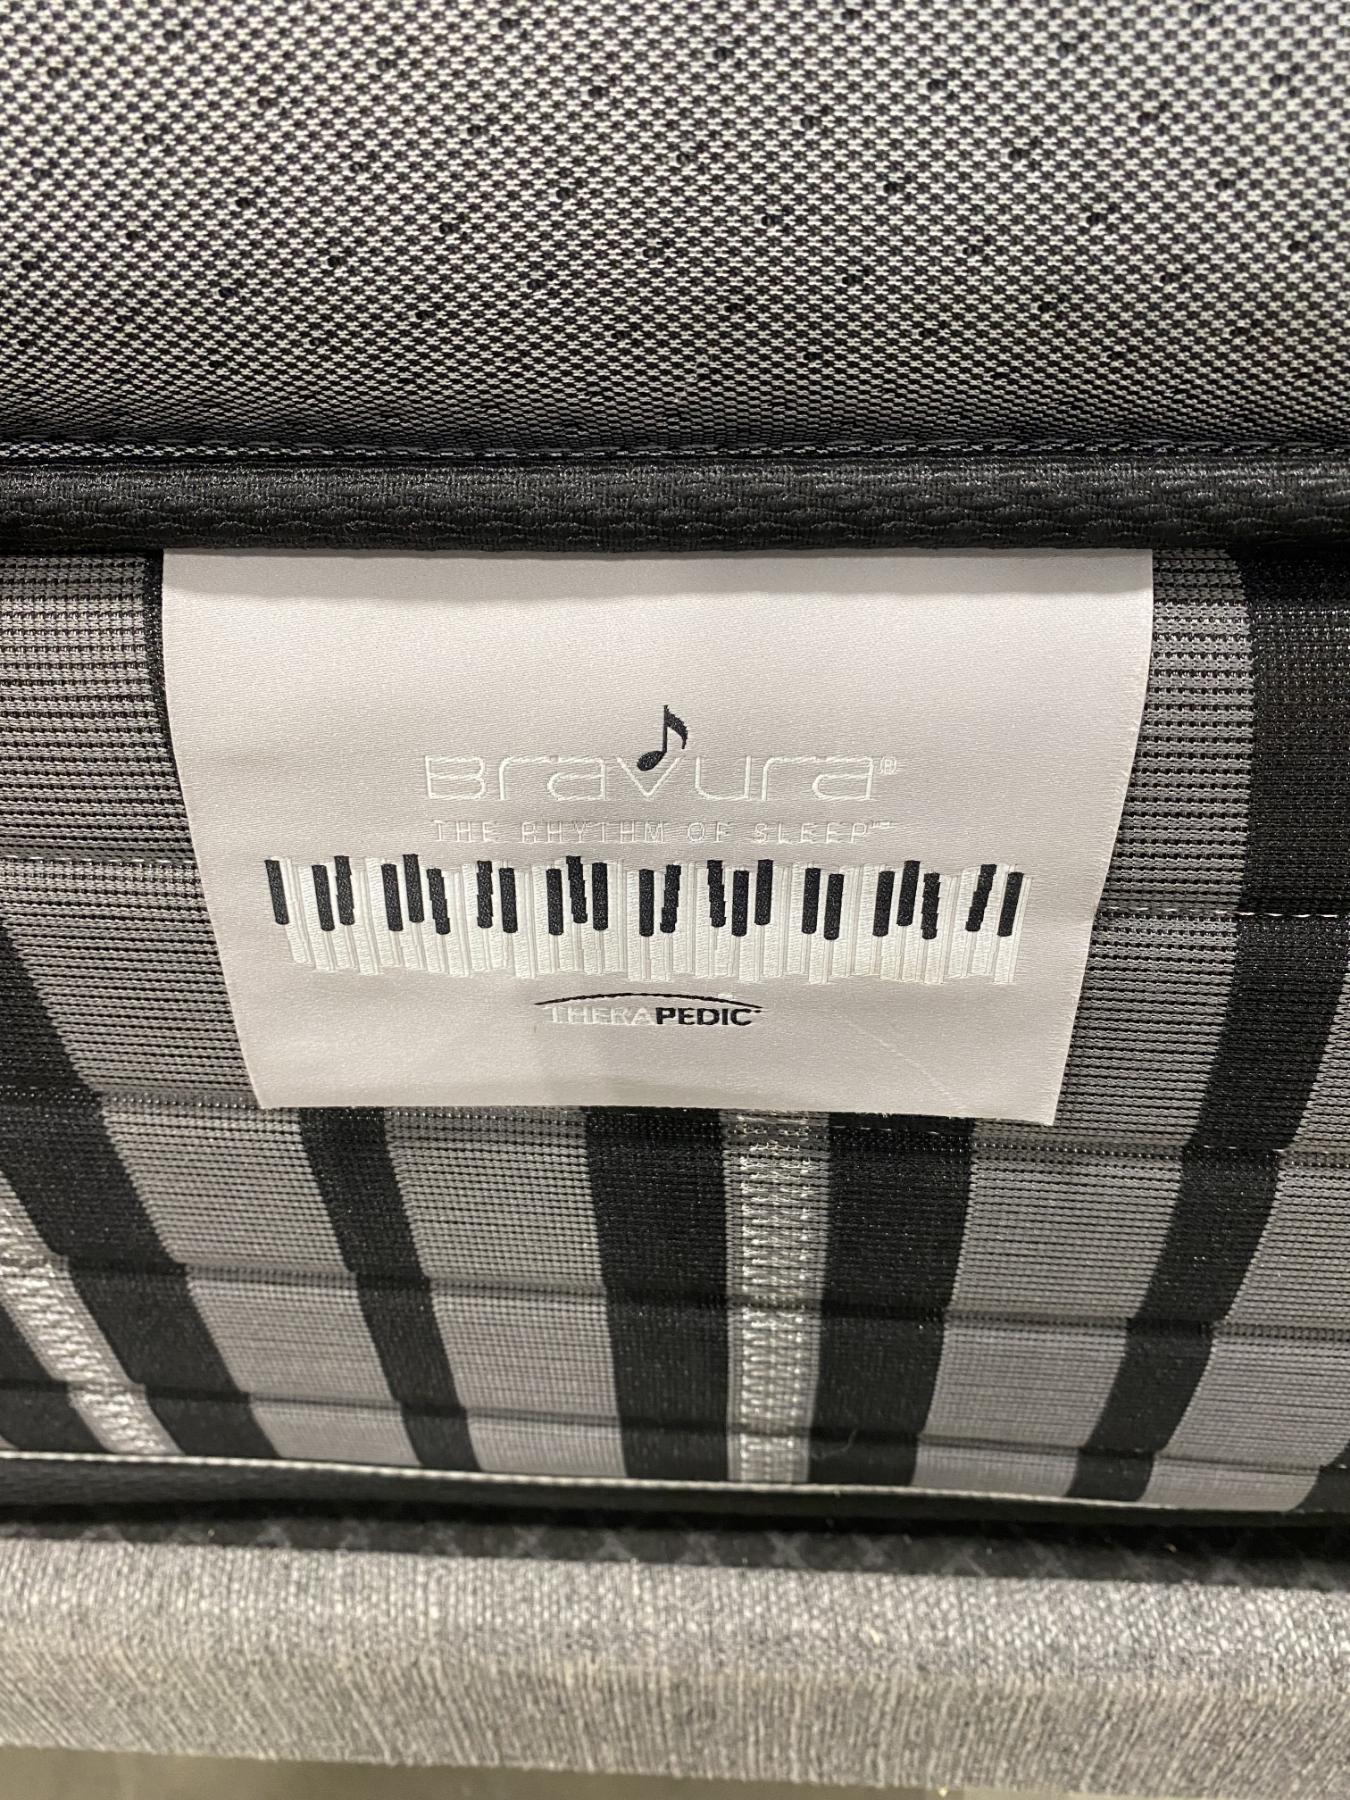 Bravura®
THE RHYTHM OF SLEEP™
THERAPEDIC